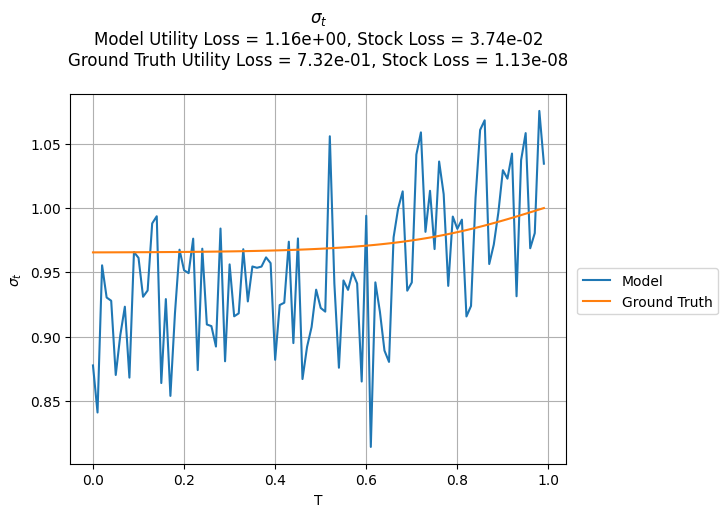 σ_t
Model Utility Loss = 1.16e+00, Stock Loss = 3.74e-02
Ground Truth Utility Loss = 7.32e-01, Stock Loss = 1.13e-08
1.05
1.00
0.95
0.90
0.85
σ_t
0.0 0.2 0.4 0.6 0.8 1.0
T
Model
Ground Truth